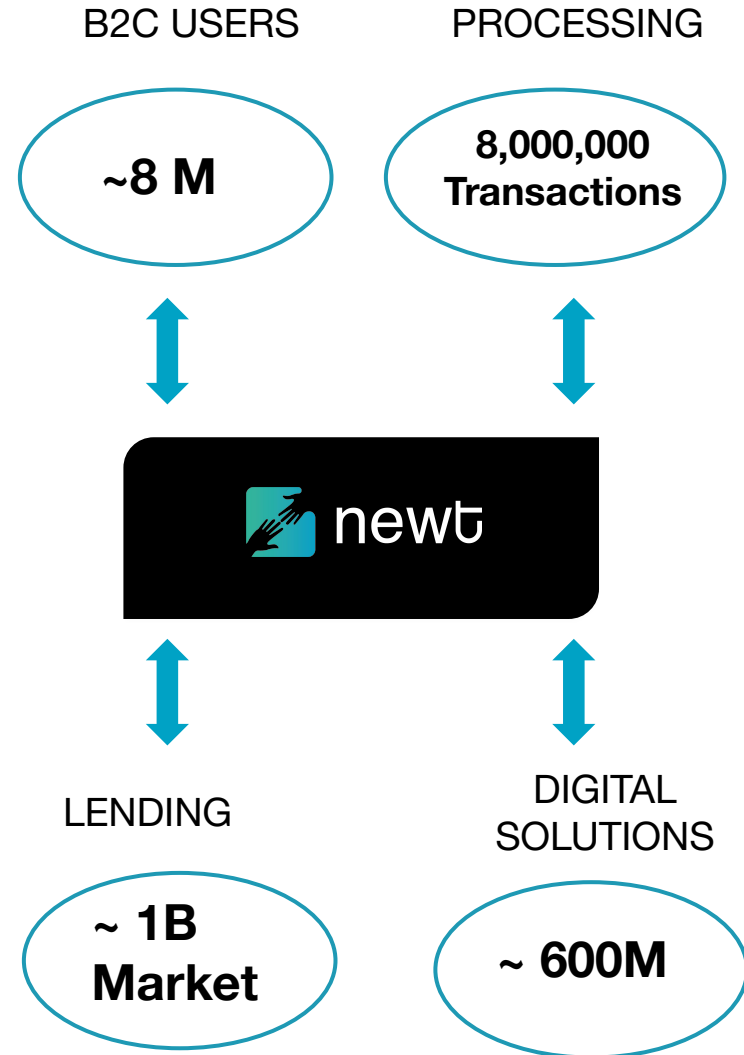 B2C USERS
PROCESSING
~8 M
8,000,000
Transactions
newt
LENDING
DIGITAL
SOLUTIONS
~ 1B
Market
~ 600M